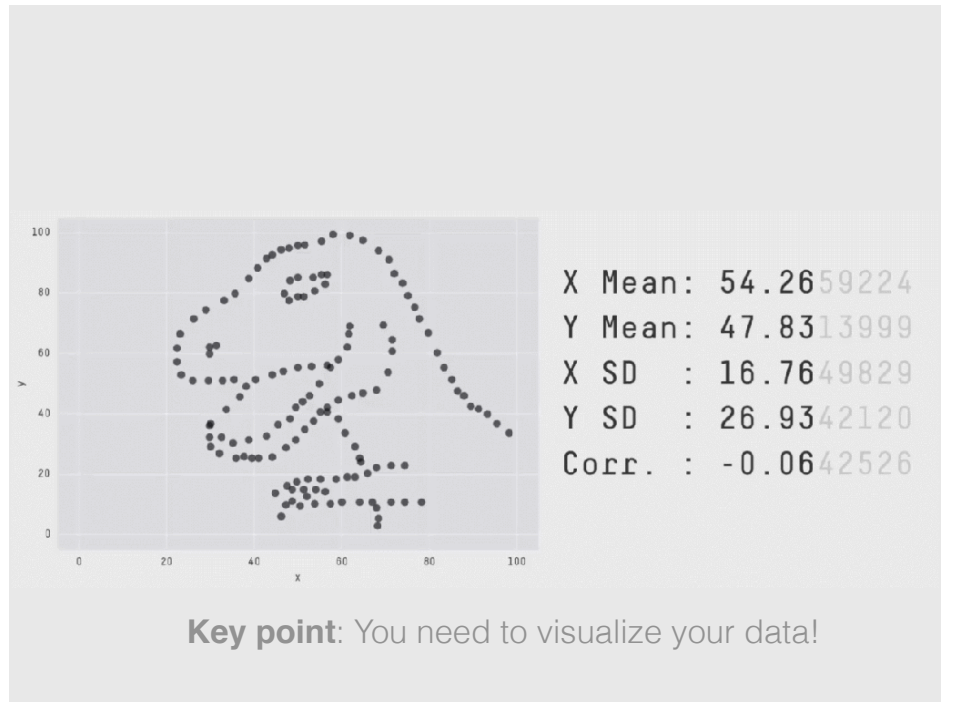 100
80
60
40
20
0
y
0 20 40 60 80 100
x
X Mean: 54.2659224
Y Mean: 47.8313999
X SD : 16.7649829
Y SD : 26.9342120
Corr. : -0.0642526
Key point: You need to visualize your data!